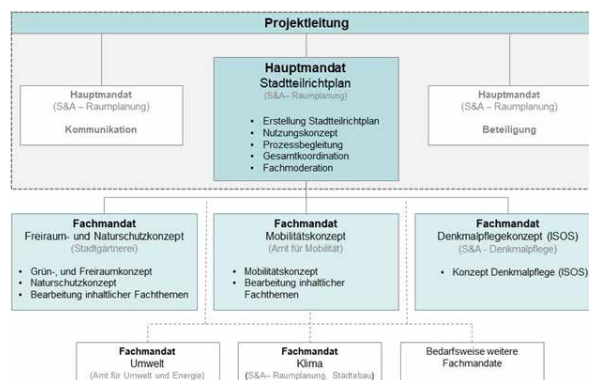 Projektleitung
Hauptmandat
(S&A – Raumplanung)
Kommunikation
Hauptmandat
Stadtteilrichtplan
(S&A– Raumplanung)
• Erstellung Stadtteilrichtplan
• Nutzungskonzept
• Prozessbegleitung
• Gesamtkoordination
• Fachmoderation
Hauptmandat
(S&A – Raumplanung)
Beteiligung
Fachmandat
Freiraum- und Naturschutzkonzept
(Stadtgärtnerei)
• Grün-, und Freiraumkonzept
• Naturschutzkonzept
• Bearbeitung inhaltlicher Fachthemen
Fachmandat
Mobilitätskonzept
(Amt für Mobilität)
• Mobilitätskonzept
• Bearbeitung inhaltlicher
Fachthemen
Fachmandat
Denkmalpflegekonzept (ISOS)
(S&A - Denkmalpflege)
• Konzept Denkmalpflege (ISOS)
Fachmandat
Umwelt
(Amt für Umwelt und Energie)
Fachmandat
Klima
(S&A– Raumplanung, Städtebau)
Bedarfsweise weitere
Fachmandate